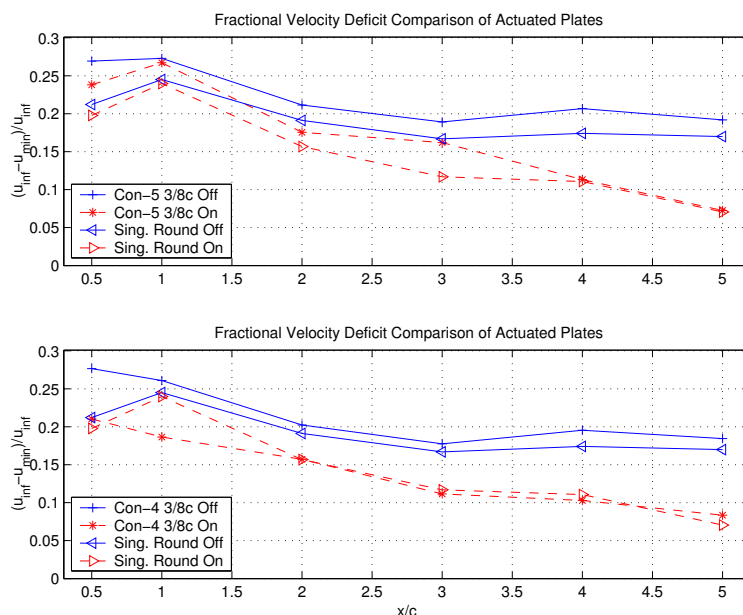 Fractional Velocity Deficit Comparison of Actuated Plates
(u_inf−u_min)/u_inf
0.3
0.25
0.2
0.15
0.1
0.05
0
Con−5 3/8c Off
Con−5 3/8c On
Sing. Round Off
Sing. Round On
0.5 1 1.5 2 2.5 3 3.5 4 4.5 5
Fractional Velocity Deficit Comparison of Actuated Plates
(u_inf−u_min)/u_inf
0.3
0.25
0.2
0.15
0.1
0.05
0
Con−4 3/8c Off
Con−4 3/8c On
Sing. Round Off
Sing. Round On
0.5 1 1.5 2 2.5 3 3.5 4 4.5 5
x/c